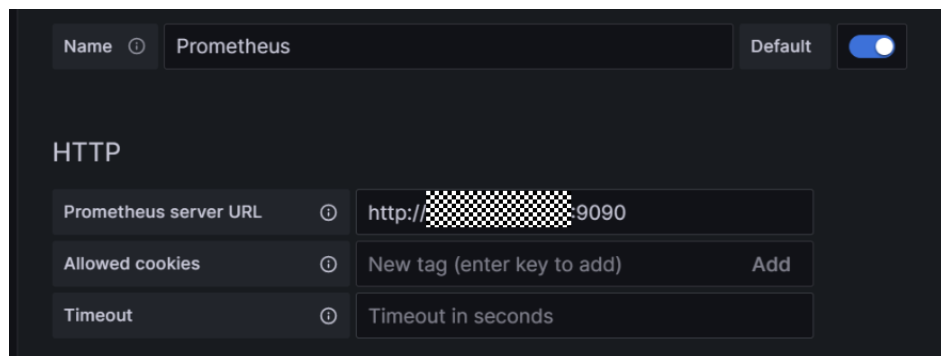 Name Prometheus Default
HTTP
Prometheus server URL http:// :9090
Allowed cookies New tag (enter key to add) Add
Timeout Timeout in seconds